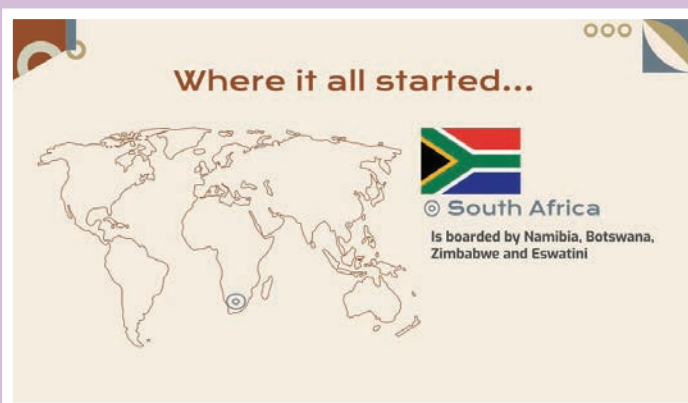 Where it all started...
South Africa
Is boarded by Namibia, Botswana,
Zimbabwe and Eswatini